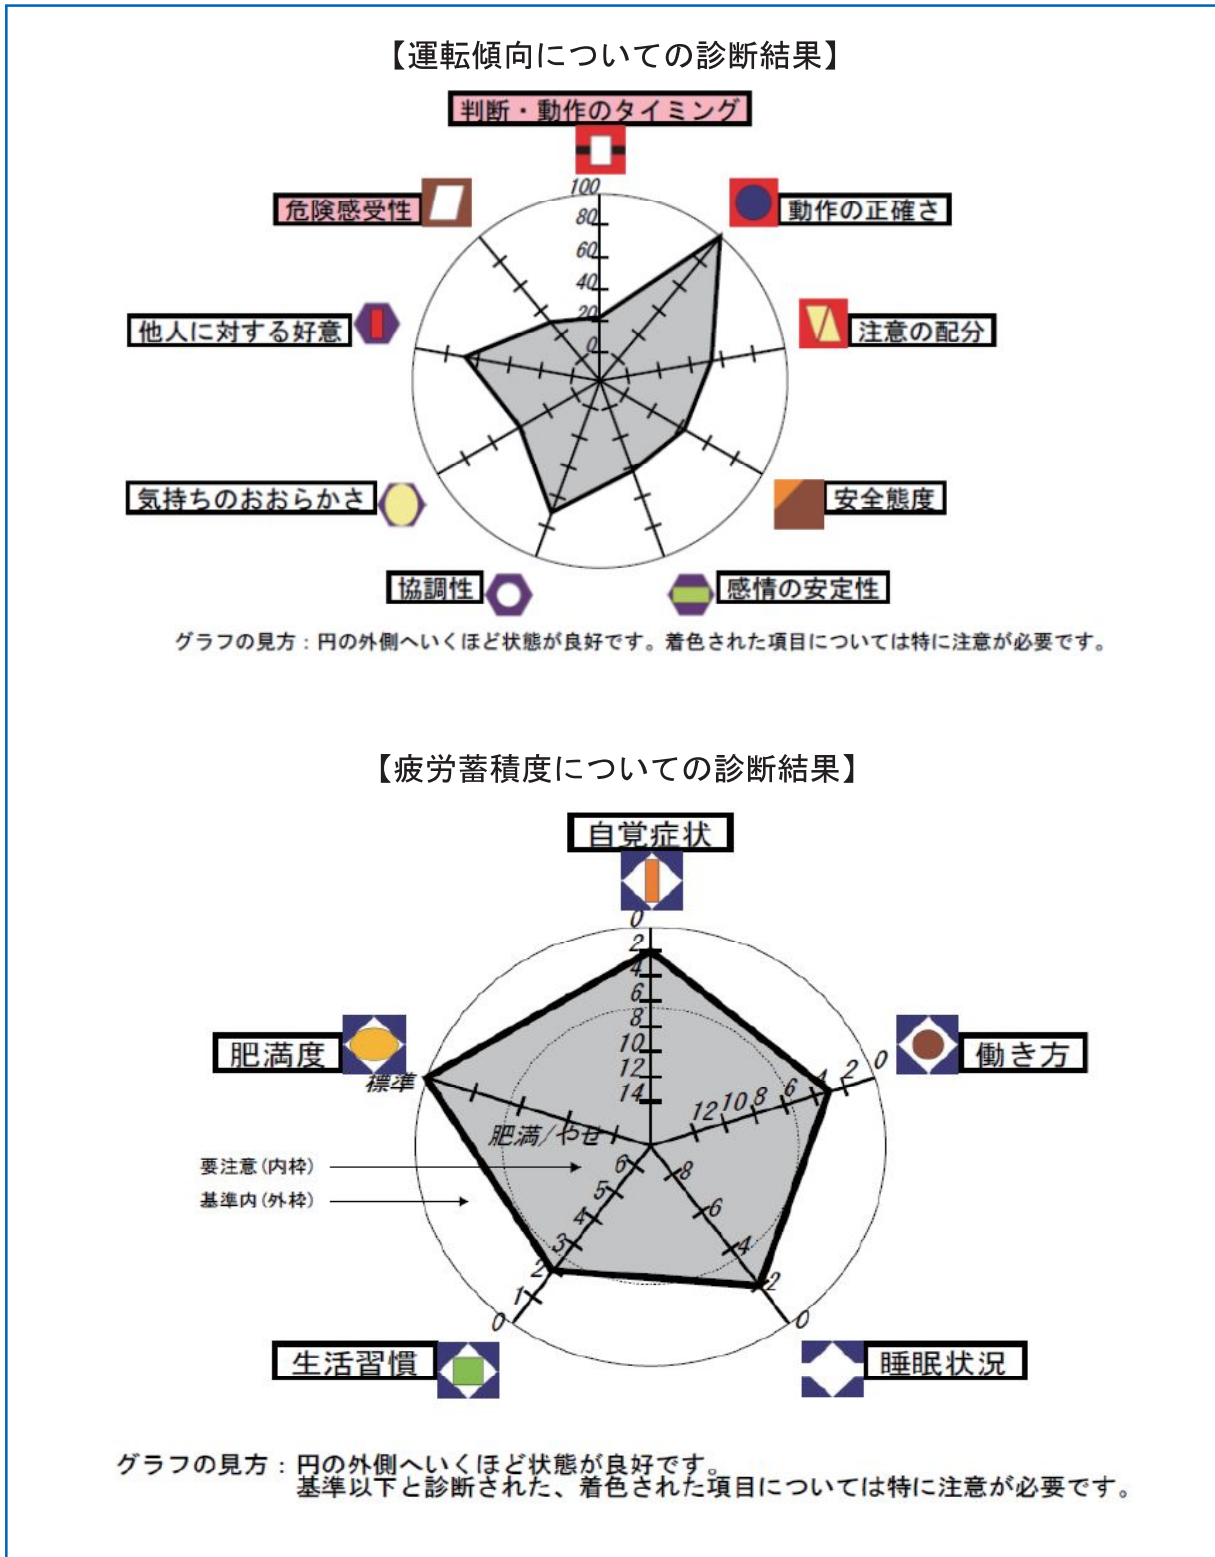 【運転傾向についての診断結果】
判断・動作のタイミング
危険感受性
動作の正確さ
他人に対する好意
注意の配分
気持ちのおおらかさ
安全態度
協調性
感情の安定性
100
80
60
40
20
0
グラフの見方：円の外側へいくほど状態が良好です。着色された項目については特に注意が必要です。
【疲労蓄積度についての診断結果】
自覚症状
0
2
4
6
8
10
12
14
肥満度
標準
肥満/やせ
働き方
12 10 8 6 4 2 0
要注意(内枠)
基準内(外枠)
6
5
4
3
2
1
0
8
6
4
2
0
生活習慣
睡眠状況
グラフの見方：円の外側へいくほど状態が良好です。
基準以下と診断された、着色された項目については特に注意が必要です。